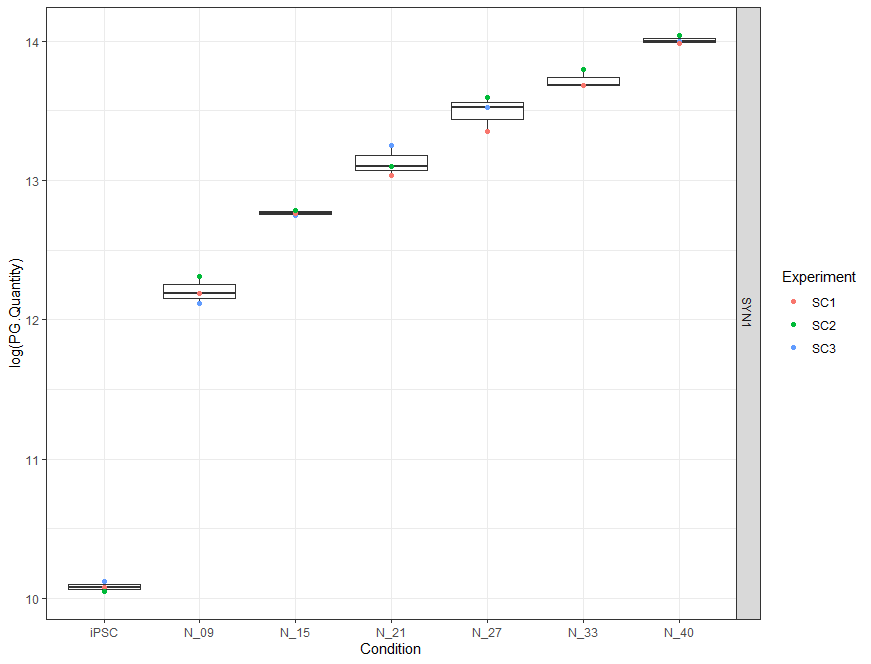 log(PG.Quantity)
14
13
12
11
10
iPSC
N_09
N_15
N_21
N_27
N_33
N_40
Condition
SYN1
Experiment
SC1
SC2
SC3